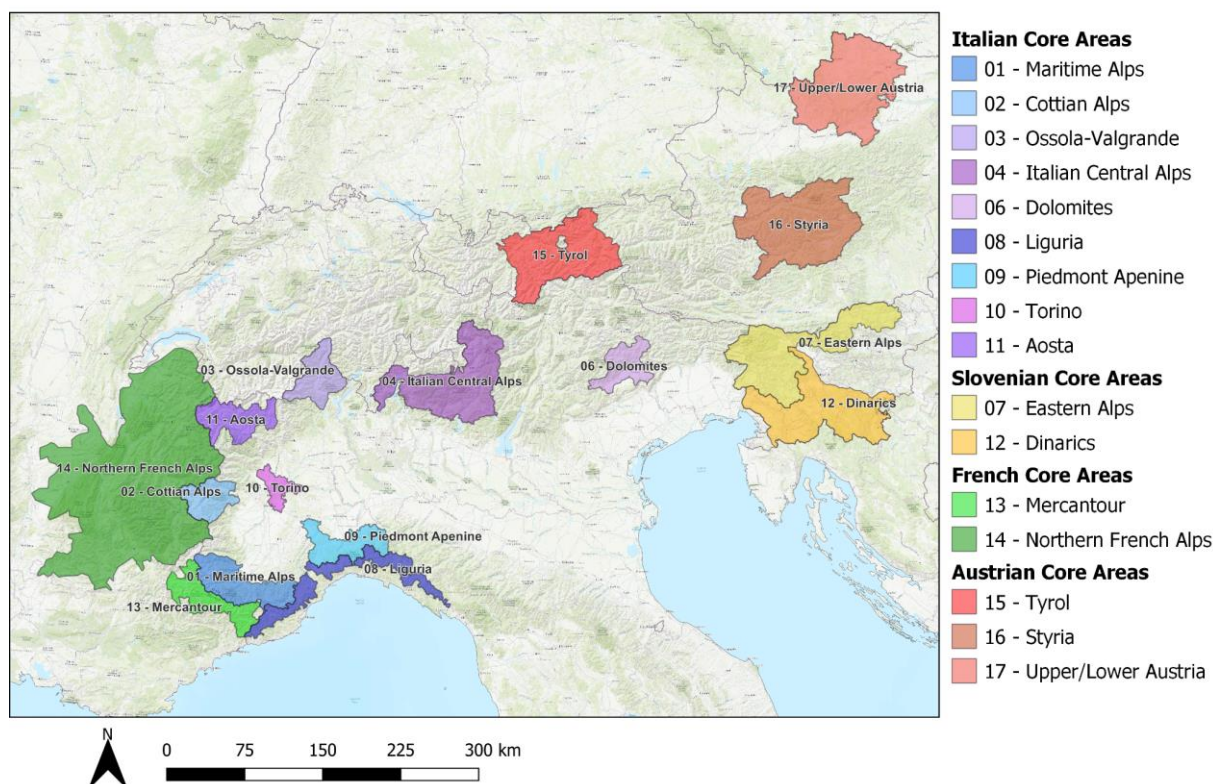 17 - Upper/Lower Austria
16 - Styria
15 - Tyrol
07 - Eastern Alps
03 - Ossola-Valgrande
04 - Italian Central Alps
06 - Dolomites
12 - Dinarics
11 - Aosta
14 - Northern French Alps
02 - Cottian Alps
10 - Torino
09 - Piedmont Apenine
08 - Liguria
01 - Maritime Alps
13 - Mercantour
Italian Core Areas
01 - Maritime Alps
02 - Cottian Alps
03 - Ossola-Valgrande
04 - Italian Central Alps
06 - Dolomites
08 - Liguria
09 - Piedmont Apenine
10 - Torino
11 - Aosta
Slovenian Core Areas
07 - Eastern Alps
12 - Dinarics
French Core Areas
13 - Mercantour
14 - Northern French Alps
Austrian Core Areas
15 - Tyrol
16 - Styria
17 - Upper/Lower Austria
N
0 75 150 225 300 km